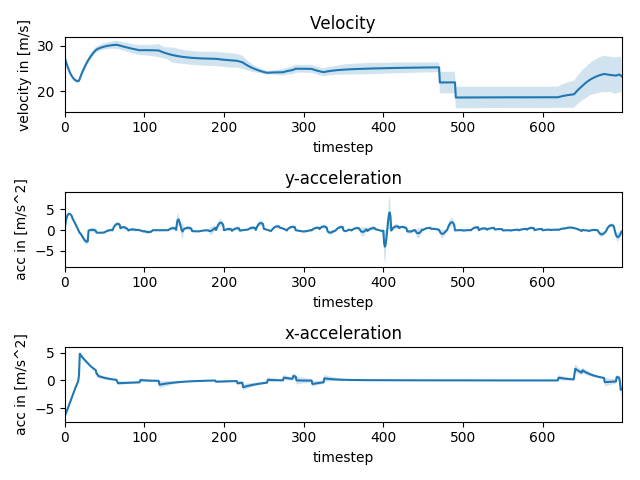 Velocity
velocity in [m/s]
30
20
0 100 200 300 400 500 600
timestep
y-acceleration
acc in [m/s^2]
5
0
−5
0 100 200 300 400 500 600
timestep
x-acceleration
acc in [m/s^2]
5
0
−5
0 100 200 300 400 500 600
timestep